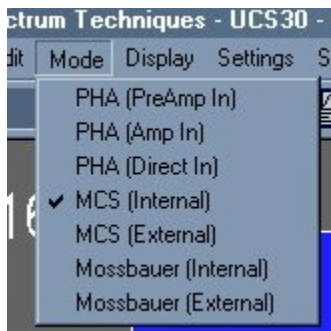 ctrum Techniques - UCS30 -
dit Mode Display Settings S
PHA (PreAmp In)
PHA (Amp In)
PHA (Direct In)
MCS (Internal)
MCS (External)
Mossbauer (Internal)
Mossbauer (External)
16